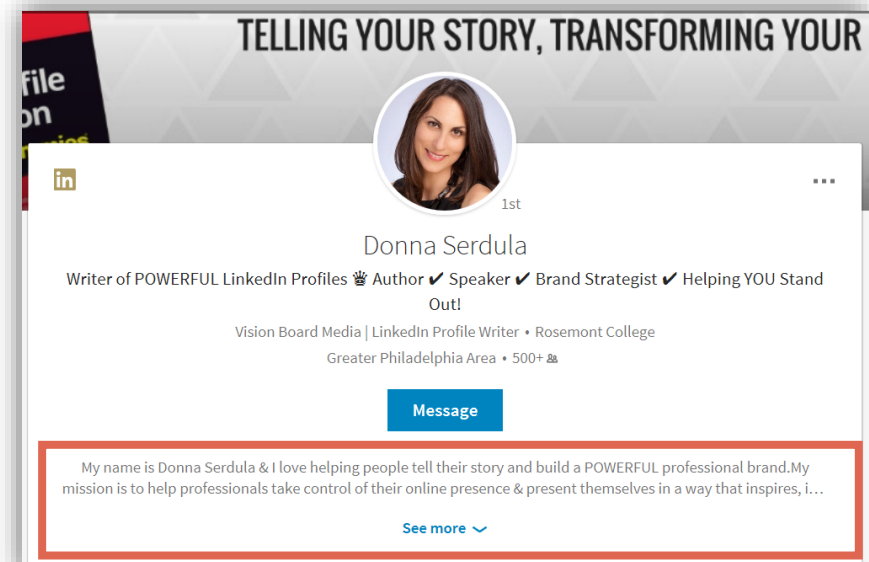 TELLING YOUR STORY, TRANSFORMING YOUR
file
on
in
1st
Donna Serdula
Writer of POWERFUL LinkedIn Profiles ♛ Author ✔ Speaker ✔ Brand Strategist ✔ Helping YOU Stand
Out!
Vision Board Media | LinkedIn Profile Writer • Rosemont College
Greater Philadelphia Area • 500+
Message
My name is Donna Serdula & I love helping people tell their story and build a POWERFUL professional brand.My
mission is to help professionals take control of their online presence & present themselves in a way that inspires, i…
See more